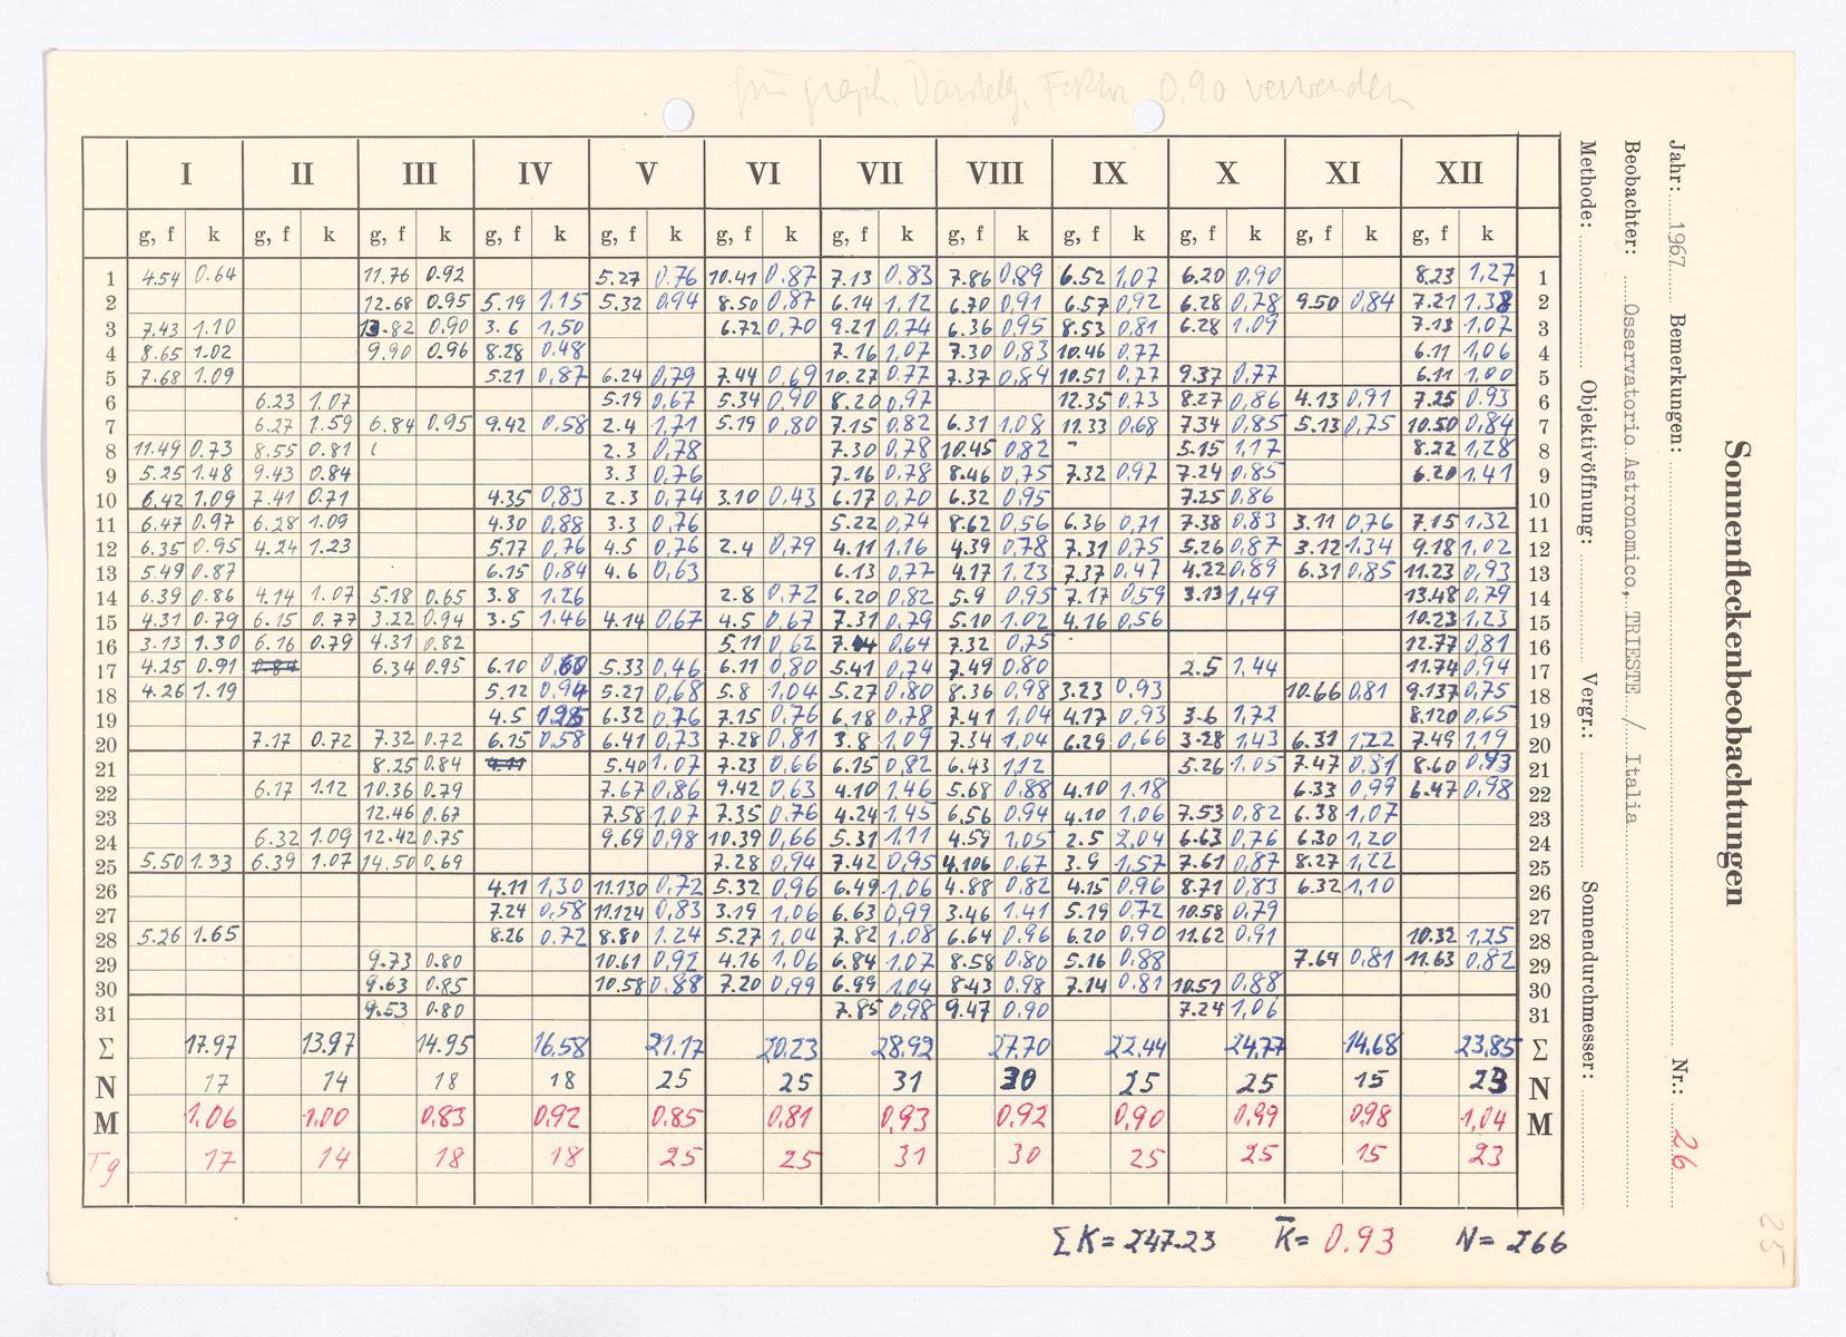 für graph. Darstellg. Faktor 0.90 verwenden
I II III IV V VI VII VIII IX X XI XII
g, f k g, f k g, f k g, f k g, f k g, f k g, f k g, f k g, f k g, f k g, f k g, f k
1 4.54 0.64 11.76 0.92 5.27 0.76 10.41 0.87 7.13 0.83 7.86 0.89 6.52 1,07 6.20 0,90 8.23 1,27 1
2 12.68 0.95 5.19 1.15 5.32 0.94 8.50 0.87 6.14 1,12 6.70 0,91 6.57 0,92 6.28 0,78 9.50 0,84 7.21 1.38 2
3 7.43 1.10 13.82 0.90 3.6 1,50 6.72 0,70 9.21 0,74 6.36 0,95 8.53 0,81 6.28 1,09 7.13 1,07 3
4 8.65 1.02 9.90 0.96 8.28 0.48 7.16 1,07 7.30 0,83 10.46 0.77 6.11 1,06 4
5 7.68 1.09 5.21 0,87 6.24 0,79 7.44 0,69 10.27 0.77 7.37 0,84 10.51 0,77 9.37 0,77 6.11 1,00 5
6 6.23 1.07 5.19 0,67 5.34 0,90 8.20 0,97 12.35 0,73 8.27 0,86 4.13 0,91 7.25 0.93 6
7 6.27 1.59 6.84 0.95 9.42 0,58 2.4 1,71 5.19 0,80 7.15 0,82 6.31 1,08 11.33 0,68 7.34 0,85 5.13 0,75 10.50 0,84 7
8 11.49 0.73 8.55 0.81 2.3 0,78 7.30 0,78 10.45 0,82 5.15 1,17 8.22 1,28 8
9 5.25 1.48 9.43 0.84 3.3 0,76 7.16 0,78 8.46 0,75 7.32 0,97 7.24 0,85 6.20 1.41 9
10 6.42 1.09 7.41 0.71 4.35 0,83 2.3 0,74 3.10 0,43 6.17 0,70 6.32 0,95 7.25 0,86 10
11 6.47 0.97 6.28 1.09 4.30 0,88 3.3 0,76 5.22 0,74 8.62 0,56 6.36 0,71 7.38 0,83 3.11 0,76 7.15 1,32 11
12 6.35 0.95 4.24 1.23 5.17 0,76 4.5 0,76 2.4 0,79 4.11 1,16 4.39 0,78 7.31 0,75 5.26 0,87 3.12 1,34 9.18 1,02 12
13 5.49 0.87 6.15 0,84 4.6 0,63 6.13 0,77 4.17 1.23 7.37 0,47 4.22 0,89 6.31 0,85 11.23 0,93 13
14 6.39 0.86 4.14 1.07 5.18 0.65 3.8 1.26 2.8 0,72 6.20 0,82 5.9 0,95 7.17 0,59 3.13 1,49 13.48 0,79 14
15 4.31 0.79 6.15 0.77 3.22 0.94 3.5 1.46 4.14 0,67 4.5 0,67 7.31 0,79 5.10 1.02 4.16 0,56 10.23 1,23 15
16 3.13 1.30 6.16 0.79 4.31 0.82 5.11 0,62 7.44 0,64 7.32 0,75 12.77 0,81 16
17 4.25 0.91 0.84 6.34 0.95 6.10 0,60 5.33 0,46 6.11 0,80 5.41 0,74 7.49 0,80 2.5 1,44 11.74 0,94 17
18 4.26 1.19 5.12 0,94 5.21 0,68 5.8 1,04 5.27 0,80 8.36 0,98 3.23 0,93 10.66 0,81 9.137 0,75 18
19 4.5 1,25 6.32 0,76 7.15 0,76 6.18 0,78 7.41 1,04 4.17 0,93 3.6 1,72 8.120 0,65 19
20 7.17 0.72 7.32 0.72 6.15 0.58 6.41 0,73 7.28 0,81 3.8 1,09 7.34 1,04 6.29 0,66 3.28 1,43 6.31 1,22 7.49 1,19 20
21 8.25 0.84 4.11 5.40 1.07 7.23 0,66 6.15 0,82 6.43 1,12 5.26 1,05 7.47 0,81 8.60 0.93 21
22 6.17 1.12 10.36 0.79 7.67 0,86 9.42 0,63 4.10 1,46 5.68 0,88 4.10 1,18 6.33 0,99 6.47 0,98 22
23 12.46 0.67 7.58 1,07 7.35 0,76 4.24 1.45 6.56 0,94 4.10 1,06 7.53 0,82 6.38 1,07 23
24 6.32 1.09 12.42 0.75 9.69 0,98 10.39 0,66 5.31 1,11 4.59 1,05 2.5 2,04 6.63 0,76 6.30 1,20 24
25 5.50 1.33 6.39 1.07 14.50 0.69 7.28 0,94 7.42 0,95 4.106 0.67 3.9 1,57 7.61 0,87 8.27 1,22 25
26 4.11 1,30 11.130 0,72 5.32 0,96 6.49 1,06 4.88 0,82 4.15 0,96 8.71 0,83 6.32 1,10 26
27 7.24 0,58 11.124 0,83 3.19 1,06 6.63 0,99 3.46 1.41 5.19 0,72 10.58 0,79 27
28 5.26 1.65 8.26 0.72 8.80 1.24 5.27 1,04 7.82 1,08 6.64 0,96 6.20 0,90 11.62 0,91 10.32 1,25 28
29 9.73 0.80 10.61 0,92 4.16 1,06 6.84 1,07 8.58 0,80 5.16 0,88 7.64 0,81 11.63 0,82 29
30 9.63 0.85 10.58 0.88 7.20 0,99 6.99 1,04 8.43 0,98 7.14 0,81 10.51 0,88 30
31 9.53 0.80 7.85 0,98 9.47 0,90 7.24 1,06 31
Σ 17.97 13.97 14.95 16.58 21.17 20.23 28.92 27.70 22.44 24,77 14,68 23,85 Σ
N 17 14 18 18 25 25 31 30 25 25 15 23 N
M 1.06 1.00 0,83 0,92 0.85 0,81 0,93 0,92 0,90 0,99 0,98 1,04 M
Tg 17 14 18 18 25 25 31 30 25 25 15 23
ΣK = 247.23 K̄ = 0.93 N = 266
Sonnenfleckenbeobachtungen
Jahr: 1967 Bemerkungen: Nr.: 26
Beobachter: Osservatorio Astronomico, TRIESTE / Italia
Methode: Objektivöffnung: Vergr.: Sonnendurchmesser:
25